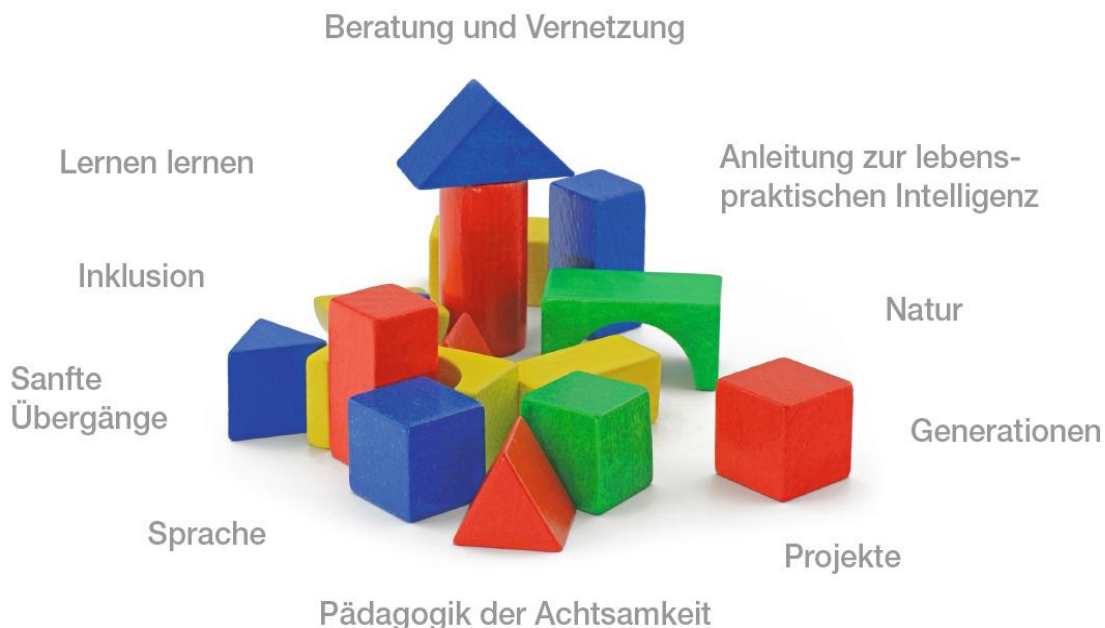 Beratung und Vernetzung
Lernen lernen
Anleitung zur lebens-
praktischen Intelligenz
Inklusion
Natur
Sanfte
Übergänge
Generationen
Sprache
Projekte
Pädagogik der Achtsamkeit